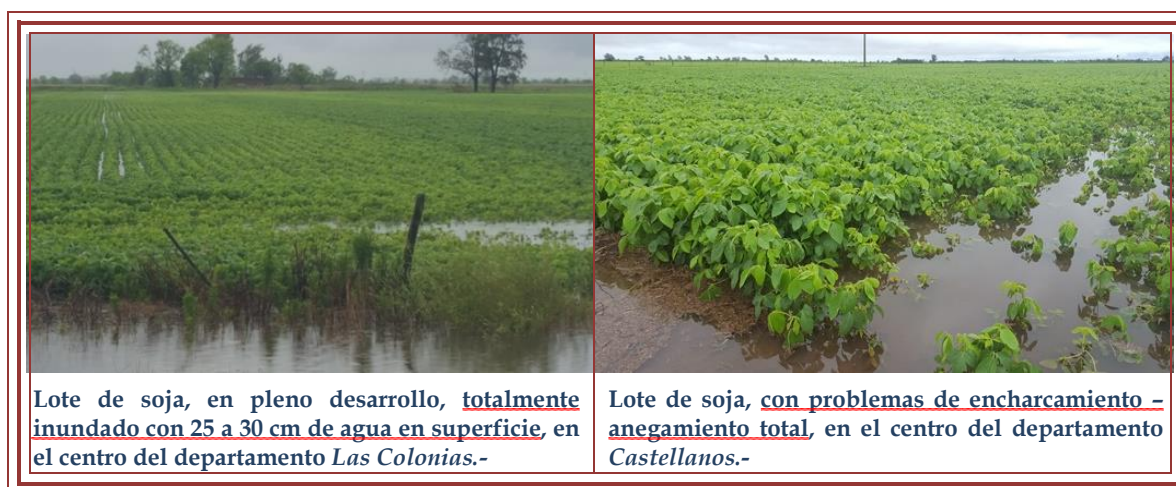 Lote de soja, en pleno desarrollo, totalmente
inundado con 25 a 30 cm de agua en superficie, en
el centro del departamento Las Colonias.-
Lote de soja, con problemas de encharcamiento –
anegamiento total, en el centro del departamento
Castellanos.-